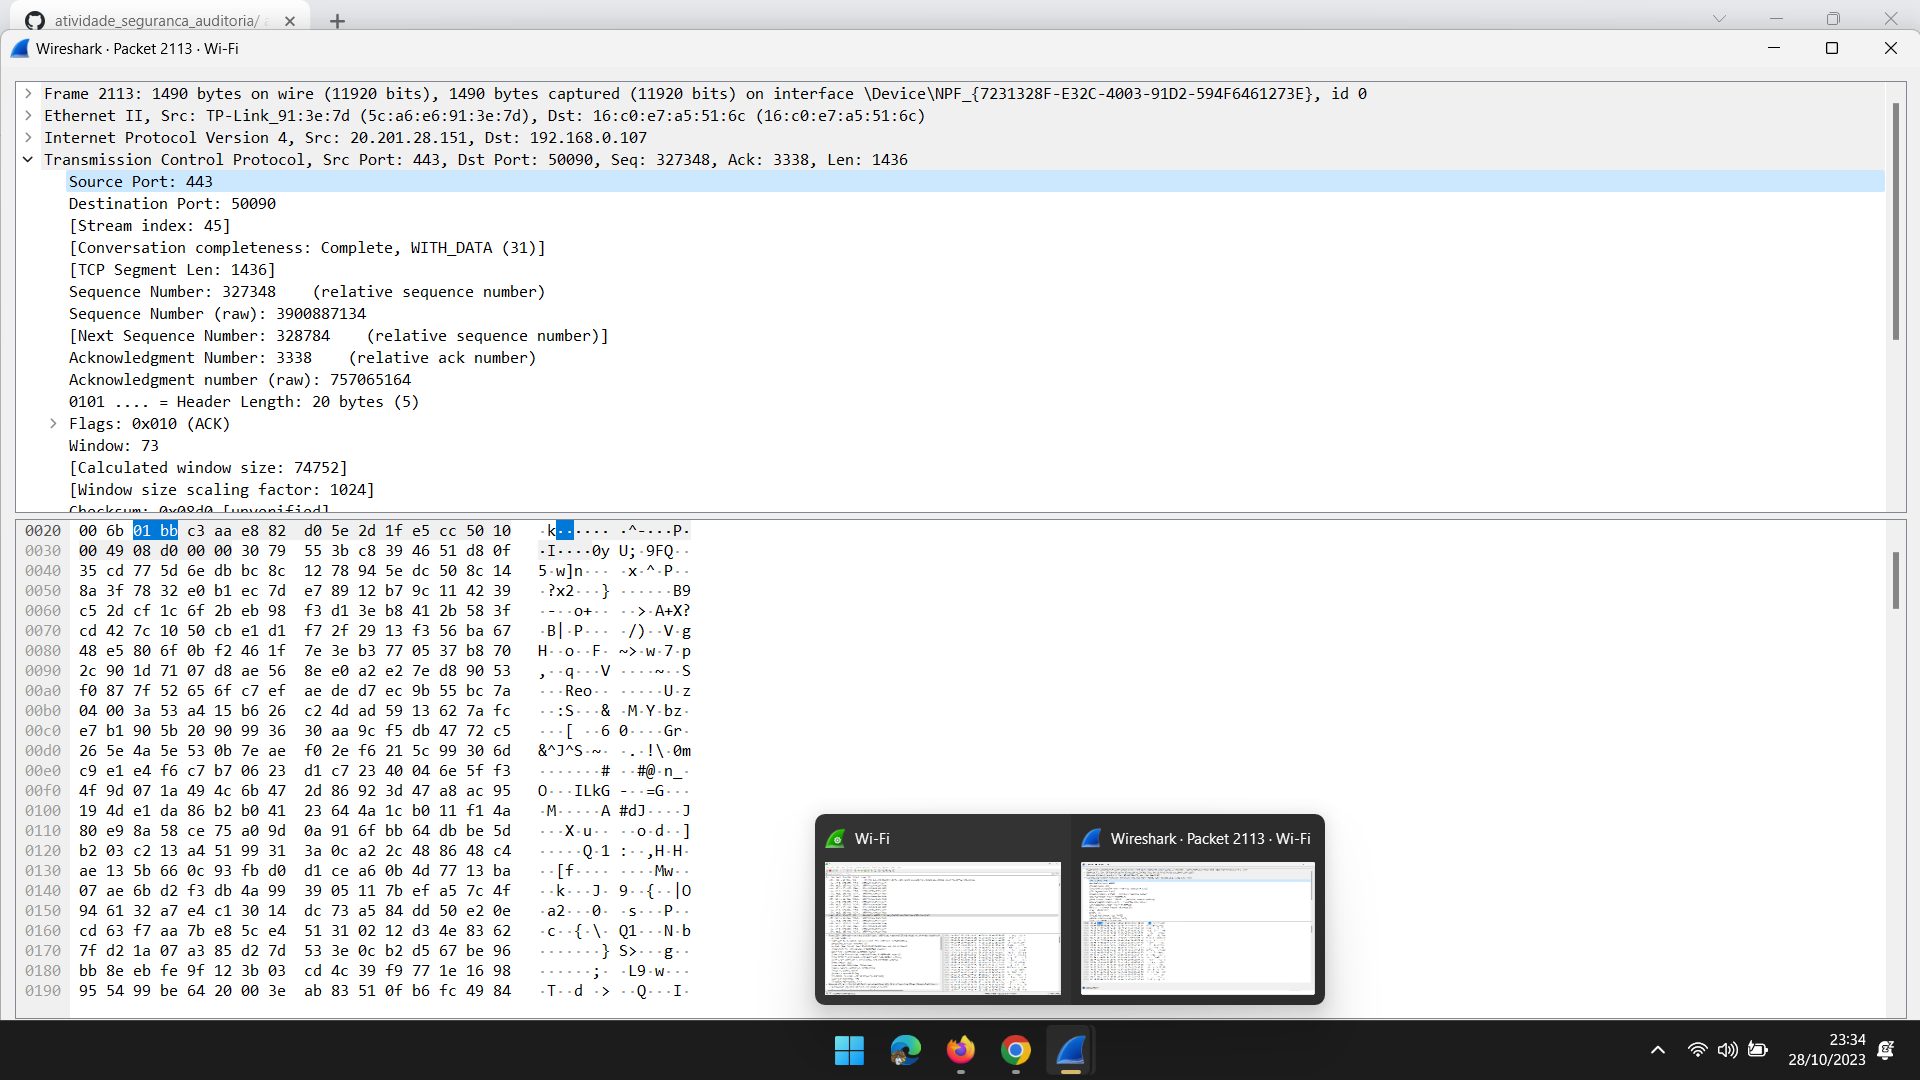 atividade_seguranca_auditoria/
Wireshark · Packet 2113 · Wi-Fi
Frame 2113: 1490 bytes on wire (11920 bits), 1490 bytes captured (11920 bits) on interface \Device\NPF_{7231328F-E32C-4003-91D2-594F6461273E}, id 0
Ethernet II, Src: TP-Link_91:3e:7d (5c:a6:e6:91:3e:7d), Dst: 16:c0:e7:a5:51:6c (16:c0:e7:a5:51:6c)
Internet Protocol Version 4, Src: 20.201.28.151, Dst: 192.168.0.107
Transmission Control Protocol, Src Port: 443, Dst Port: 50090, Seq: 327348, Ack: 3338, Len: 1436
Source Port: 443
Destination Port: 50090
[Stream index: 45]
[Conversation completeness: Complete, WITH_DATA (31)]
[TCP Segment Len: 1436]
Sequence Number: 327348    (relative sequence number)
Sequence Number (raw): 3900887134
[Next Sequence Number: 328784    (relative sequence number)]
Acknowledgment Number: 3338    (relative ack number)
Acknowledgment number (raw): 757065164
0101 .... = Header Length: 20 bytes (5)
Flags: 0x010 (ACK)
Window: 73
[Calculated window size: 74752]
[Window size scaling factor: 1024]
Checksum: 0x08d0 [unverified]
0020 00 6b 01 bb c3 aa e8 82 d0 5e 2d 1f e5 cc 50 10 ·k······ ·^-···P·
0030 00 49 08 d0 00 00 30 79 55 3b c8 39 46 51 d8 0f ·I····0y U;·9FQ··
0040 35 cd 77 5d 6e db bc 8c 12 78 94 5e dc 50 8c 14 5·w]n··· ·x·^·P··
0050 8a 3f 78 32 e0 b1 ec 7d e7 89 12 b7 9c 11 42 39 ·?x2···} ······B9
0060 c5 2d cf 1c 6f 2b eb 98 f3 d1 3e b8 41 2b 58 3f ·-··o+·· ··>·A+X?
0070 cd 42 7c 10 50 cb e1 d1 f7 2f 29 13 f3 56 ba 67 ·B|·P··· ·/)··V·g
0080 48 e5 80 6f 0b f2 46 1f 7e 3e b3 77 05 37 b8 70 H··o··F· ~>·w·7·p
0090 2c 90 1d 71 07 d8 ae 56 8e e0 a2 e2 7e d8 90 53 ,··q···V ····~··S
00a0 f0 87 7f 52 65 6f c7 ef ae de d7 ec 9b 55 bc 7a ···Reo·· ·····U·z
00b0 04 00 3a 53 a4 15 b6 26 c2 4d ad 59 13 62 7a fc ··:S···& ·M·Y·bz·
00c0 e7 b1 90 5b 20 90 99 36 30 aa 9c f5 db 47 72 c5 ···[ ··6 0····Gr·
00d0 26 5e 4a 5e 53 0b 7e ae f0 2e f6 21 5c 99 30 6d &^J^S·~· ·.·!\·0m
00e0 c9 e1 e4 f6 c7 b7 06 23 d1 c7 23 40 04 6e 5f f3 ·······# ··#@·n_·
00f0 4f 9d 07 1a 49 4c 6b 47 2d 86 92 3d 47 a8 ac 95 O···ILkG -··=G···
0100 19 4d e1 da 86 b2 b0 41 23 64 4a 1c b0 11 f1 4a ·M·····A #dJ····J
0110 80 e9 8a 58 ce 75 a0 9d 0a 91 6f bb 64 db be 5d ···X·u·· ··o·d··]
0120 b2 03 c2 13 a4 51 99 31 3a 0c a2 2c 48 86 48 c4 ·····Q·1 :··,H·H·
0130 ae 13 5b 66 0c 93 fb d0 d1 ce a6 0b 4d 77 13 ba ··[f···· ····Mw··
0140 07 ae 6b d2 f3 db 4a 99 39 05 11 7b ef a5 7c 4f ··k···J· 9··{··|O
0150 94 61 32 a7 e4 c1 30 14 dc 73 a5 84 dd 50 e2 0e ·a2···0· ·s···P··
0160 cd 63 f7 aa 7b e8 5c e4 51 31 02 12 d3 4e 83 62 ·c··{·\· Q1···N·b
0170 7f d2 1a 07 a3 85 d2 7d 53 3e 0c b2 d5 67 be 96 ·······} S>···g··
0180 bb 8e eb fe 9f 12 3b 03 cd 4c 39 f9 77 1e 16 98 ······;· ·L9·w···
0190 95 54 99 be 64 20 00 3e ab 83 51 0f b6 fc 49 84 ·T··d ·> ··Q···I·
Wi-Fi
Wireshark · Packet 2113 · Wi-Fi
23:34
28/10/2023